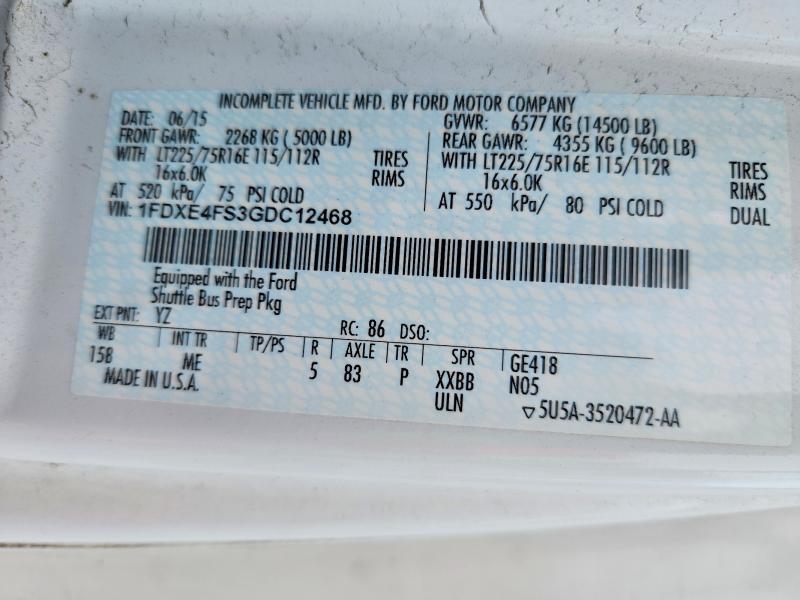 INCOMPLETE VEHICLE MFD. BY FORD MOTOR COMPANY
DATE: 06/15 GVWR: 6577 KG (14500 LB)
FRONT GAWR: 2268 KG ( 5000 LB) REAR GAWR: 4355 KG ( 9600 LB)
WITH LT225/75R16E 115/112R TIRES WITH LT225/75R16E 115/112R TIRES
16x6.0K RIMS 16x6.0K RIMS
AT 520 kPa/ 75 PSI COLD AT 550 kPa/ 80 PSI COLD DUAL
VIN: 1FDXE4FS3GDC12468
Equipped with the Ford
Shuttle Bus Prep Pkg
EXT PNT: YZ RC: 86 DSO:
WB INT TR TP/PS R AXLE TR SPR GE418
158 ME 5 83 P XXBB N05
MADE IN U.S.A. ULN ▽5U5A-3520472-AA